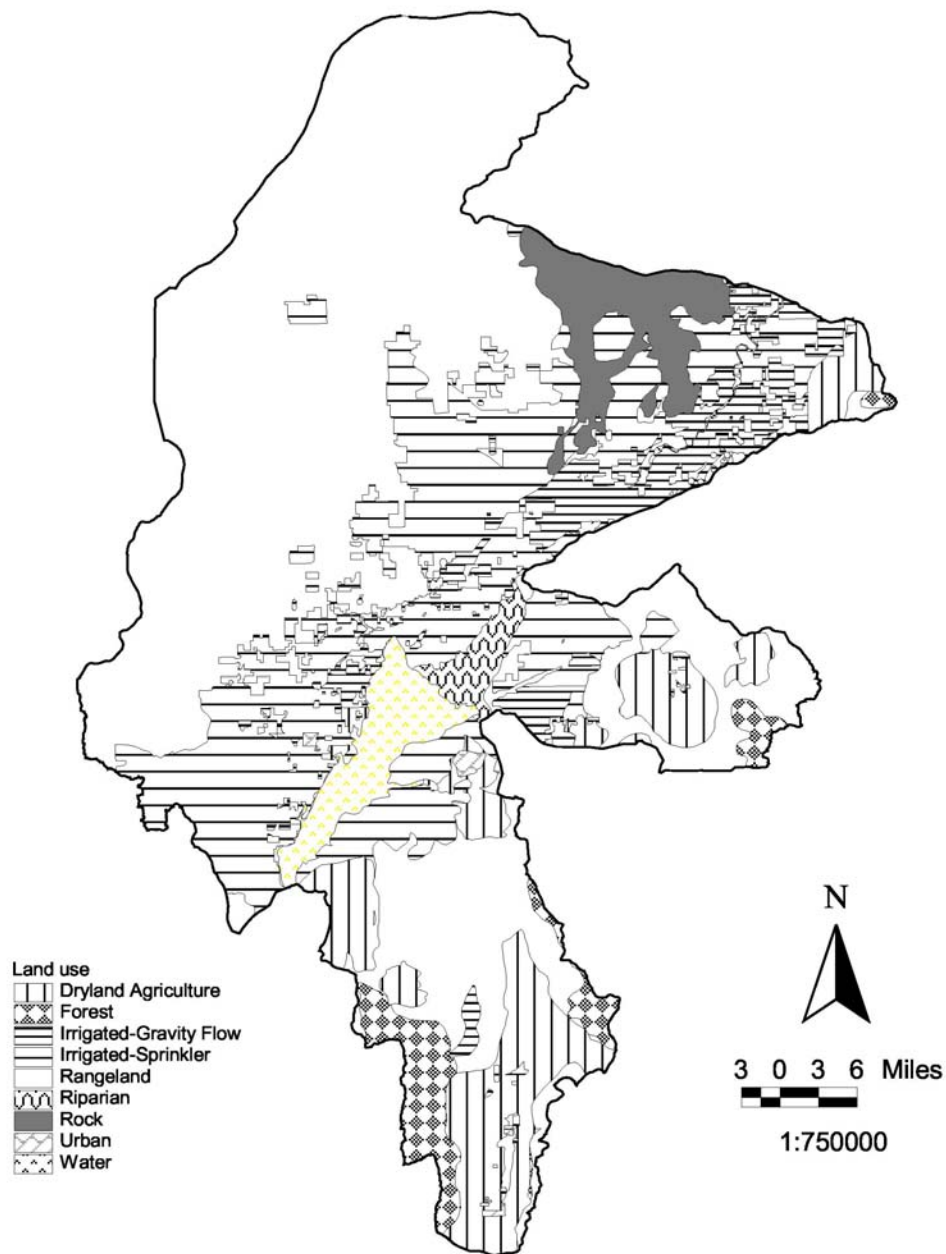 N
Land use
Dryland Agriculture
Forest
Irrigated-Gravity Flow
Irrigated-Sprinkler
Rangeland
Riparian
Rock
Urban
Water
3 0 3 6 Miles
1:750000